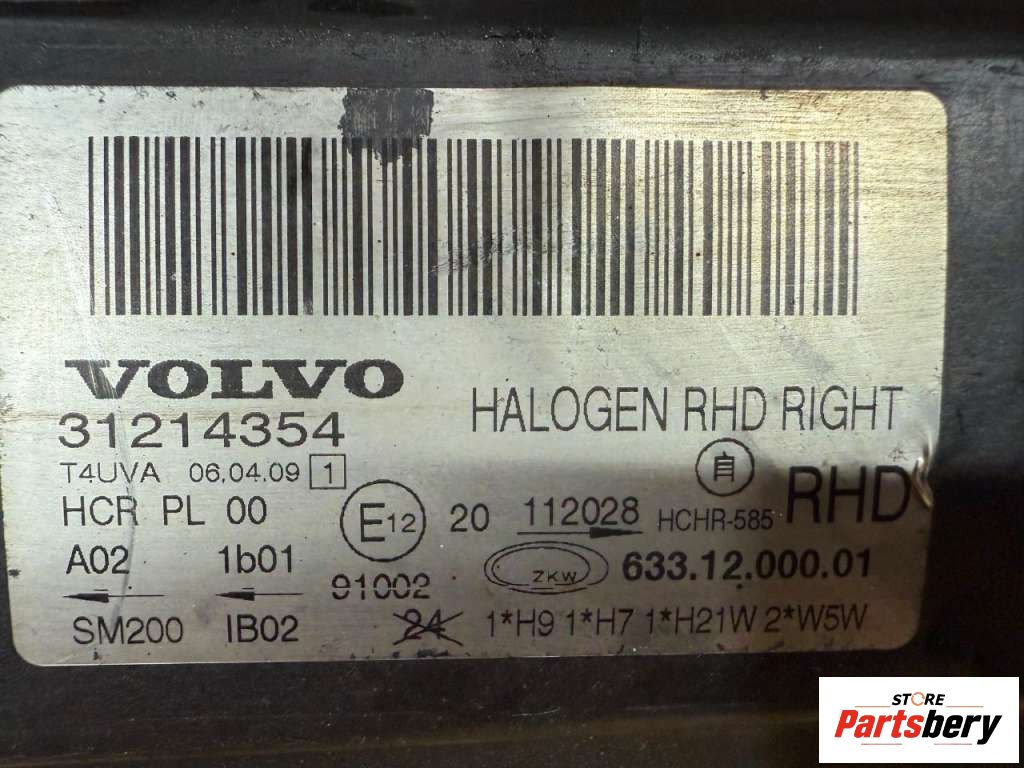 VOLVO
31214354
HALOGEN RHD RIGHT
T4UVA 06.04.09 1
自
RHD
HCR PL 00
E12
20 112028
HCHR-585
A02 1b01
91002
ZKW
633.12.000.01
SM200 IB02
24
1*H9 1*H7 1*H21W 2*W5W
STORE
Partsbery